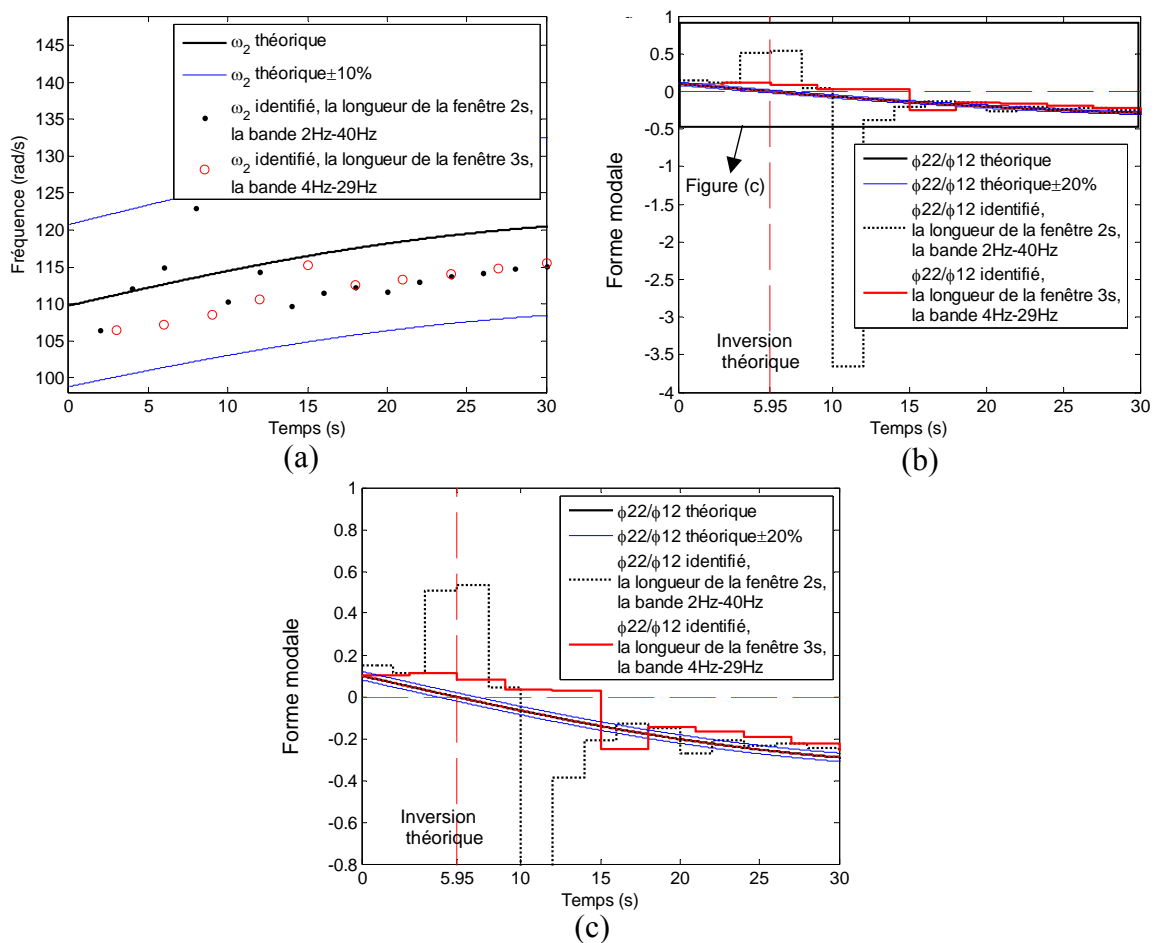 145
140
135
130
125
120
115
110
105
100
Fréquence (rad/s)
ω2 théorique
ω2 théorique±10%
ω2 identifié, la longueur de la fenêtre 2s,
la bande 2Hz-40Hz
ω2 identifié, la longueur de la fenêtre 3s,
la bande 4Hz-29Hz
0 5 10 15 20 25 30
Temps (s)
(a)
1
0.5
0
-0.5
-1
-1.5
-2
-2.5
-3
-3.5
-4
Forme modale
Figure (c)
Inversion
théorique
ϕ22/ϕ12 théorique
ϕ22/ϕ12 théorique±20%
ϕ22/ϕ12 identifié,
la longueur de la fenêtre 2s,
la bande 2Hz-40Hz
ϕ22/ϕ12 identifié,
la longueur de la fenêtre 3s,
la bande 4Hz-29Hz
0 5.95 10 15 20 25 30
Temps (s)
(b)
1
0.8
0.6
0.4
0.2
0
-0.2
-0.4
-0.6
-0.8
Forme modale
ϕ22/ϕ12 théorique
ϕ22/ϕ12 théorique±20%
ϕ22/ϕ12 identifié,
la longueur de la fenêtre 2s,
la bande 2Hz-40Hz
ϕ22/ϕ12 identifié,
la longueur de la fenêtre 3s,
la bande 4Hz-29Hz
Inversion
théorique
0 5.95 10 15 20 25 30
Temps (s)
(c)